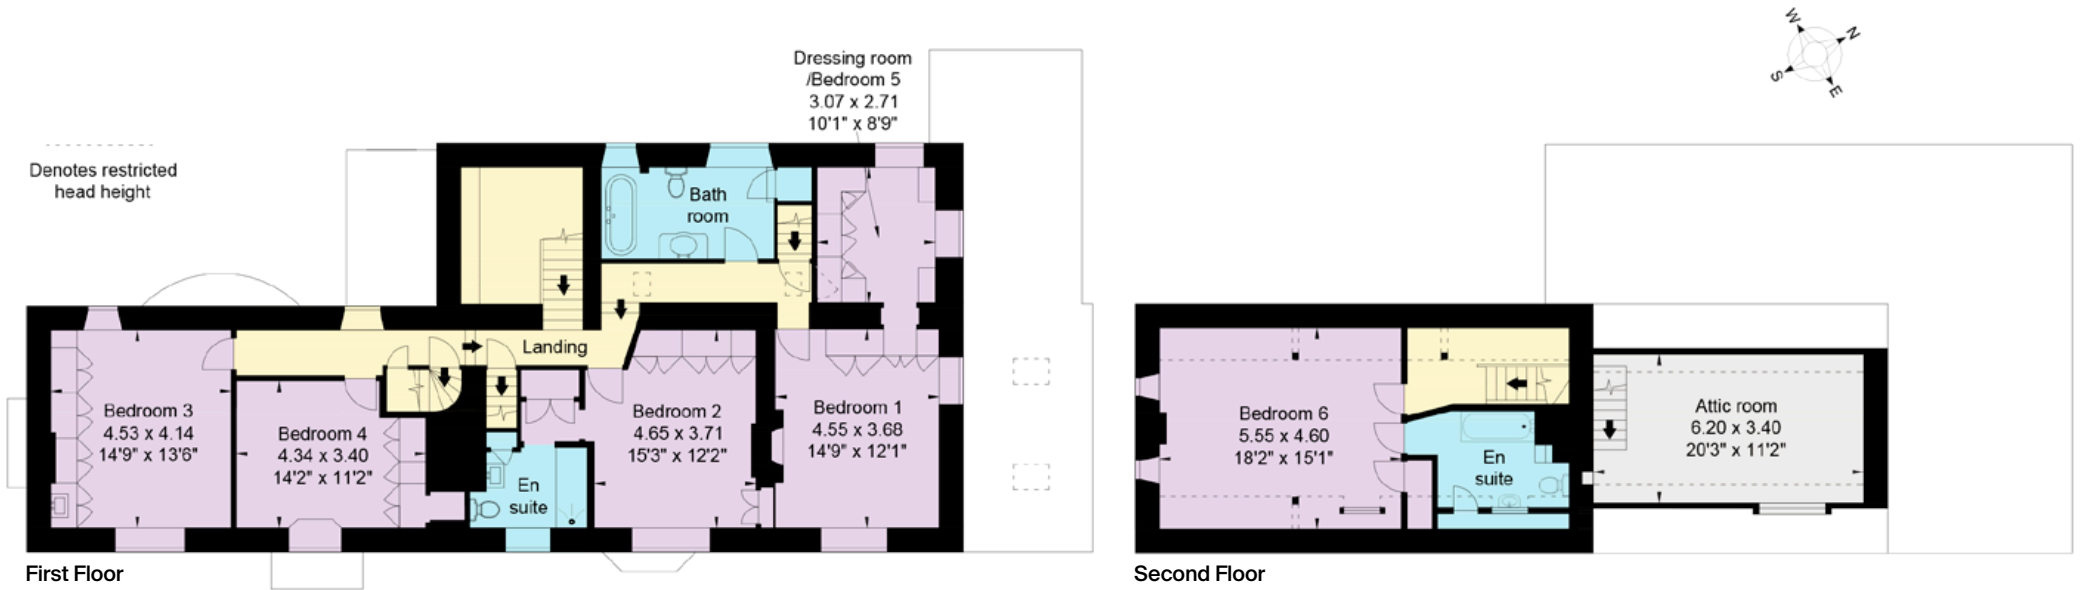 Denotes restricted
head height
Dressing room
/Bedroom 5
3.07 x 2.71
10'1" x 8'9"
Bath
room
Landing
Bedroom 3
4.53 x 4.14
14'9" x 13'6"
Bedroom 4
4.34 x 3.40
14'2" x 11'2"
En
suite
Bedroom 2
4.65 x 3.71
15'3" x 12'2"
Bedroom 1
4.55 x 3.68
14'9" x 12'1"
First Floor
W
N
S
E
Bedroom 6
5.55 x 4.60
18'2" x 15'1"
En
suite
Attic room
6.20 x 3.40
20'3" x 11'2"
Second Floor